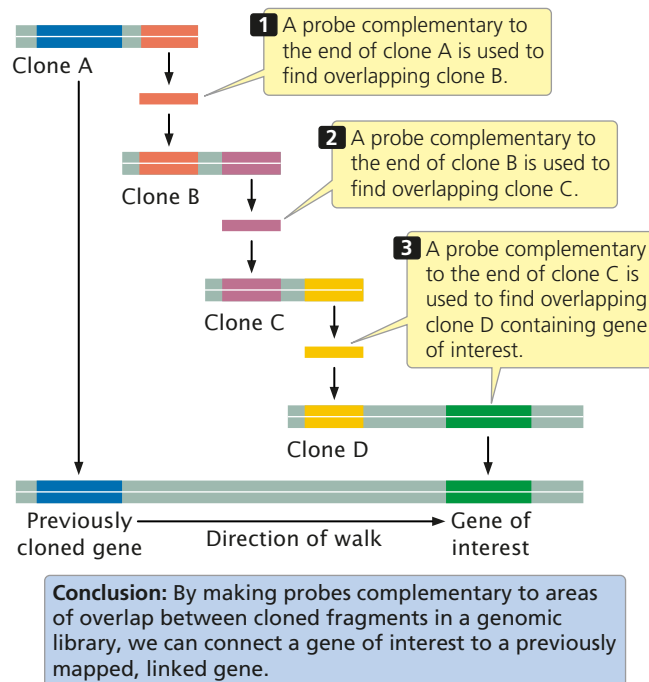 1 A probe complementary to
the end of clone A is used to
find overlapping clone B.
Clone A
2 A probe complementary to
the end of clone B is used to
find overlapping clone C.
Clone B
3 A probe complementary
to the end of clone C is
used to find overlapping
clone D containing gene
of interest.
Clone C
Clone D
Previously
cloned gene
Direction of walk
Gene of
interest
Conclusion: By making probes complementary to areas
of overlap between cloned fragments in a genomic
library, we can connect a gene of interest to a previously
mapped, linked gene.